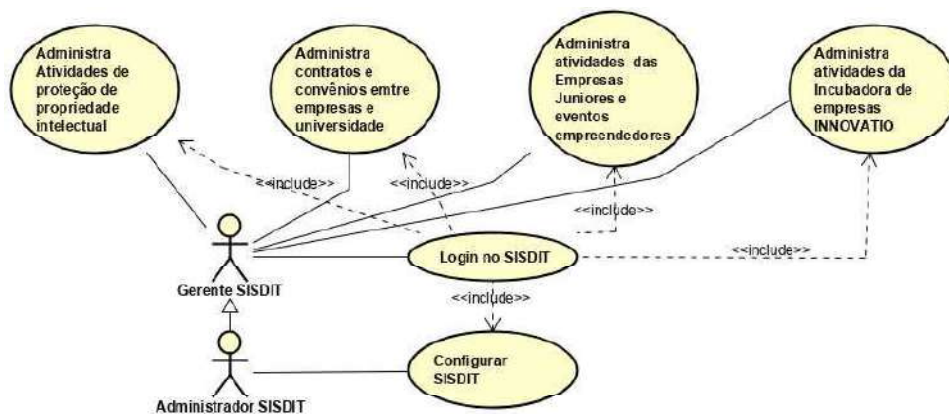 Administra
Atividades de
proteção de
propriedade
intelectual
Administra
contratos e
convênios emtre
empresas e
universidade
Administra
atividades das
Empresas
Juniores e
eventos
empreendedores
Administra
atividades da
Incubadora de
empresas
INNOVATIO
<<include>>
<<include>>
<<include>>
<<include>>
Login no SISDIT
Gerente SISDIT
<<include>>
Configurar
SISDIT
Administrador SISDIT